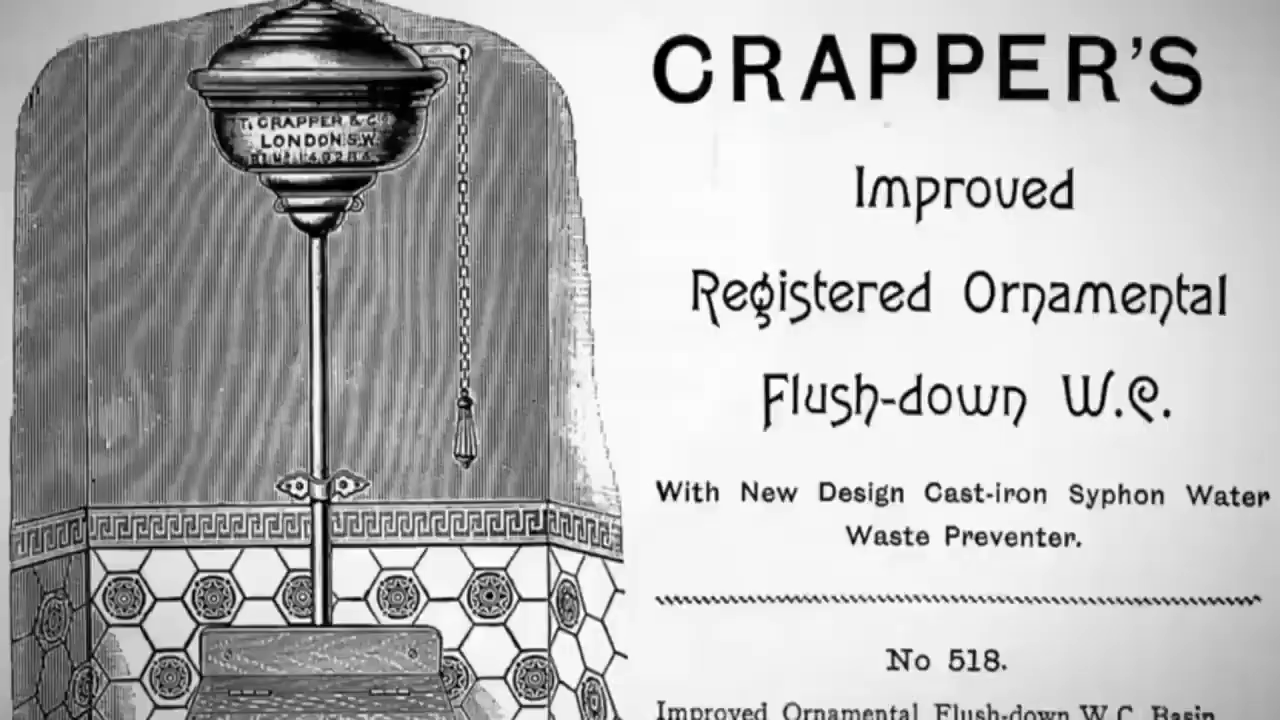 T. CRAPPER & Co
LONDON. S.W.
CRAPPER'S
Improved
Registered Ornamental
Flush-down W.C.
With New Design Cast-iron Syphon Water
Waste Preventer.
No 518.
Improved Ornamental Flush-down W.C. Basin